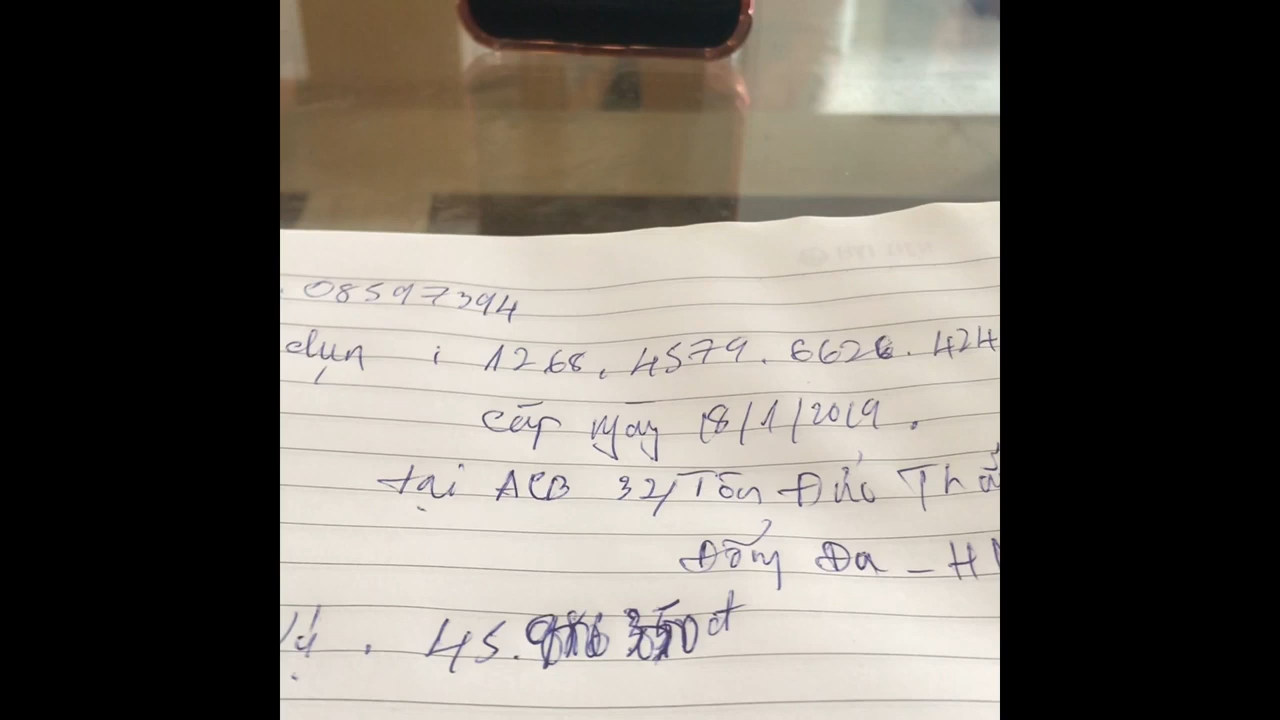 08597394
dụn : 1268.4579.6626.424
cấp ngày 18/1/2019.
tại ACB 32 Tôn Đức Thắ
Đống Đa - H
45. đ